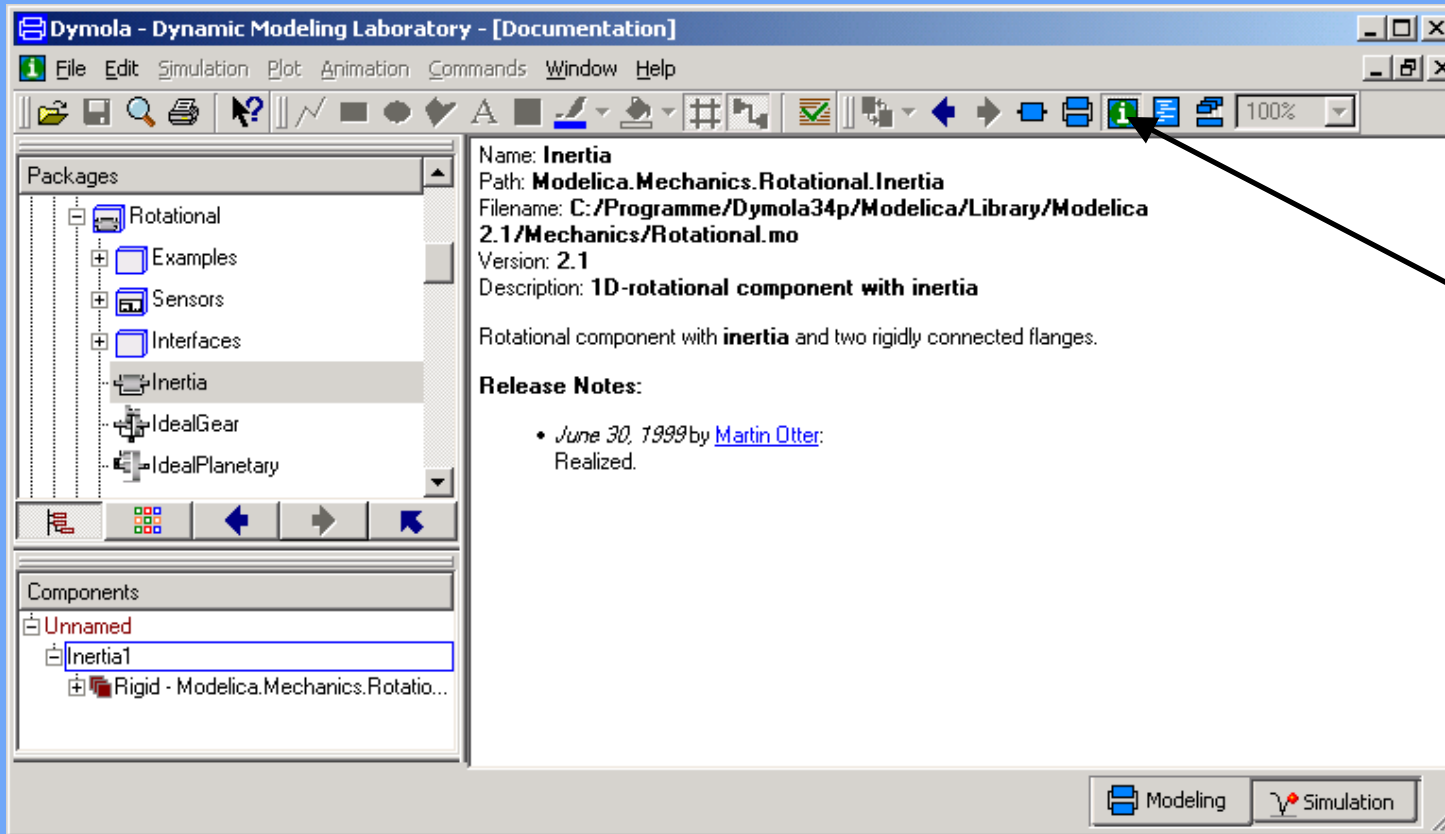 Dymola - Dynamic Modeling Laboratory - [Documentation]
File Edit Simulation Plot Animation Commands Window Help
100%
Packages
Rotational
Examples
Sensors
Interfaces
Inertia
IdealGear
IdealPlanetary
Components
Unnamed
Inertia1
Rigid - Modelica.Mechanics.Rotatio...
Name: Inertia
Path: Modelica.Mechanics.Rotational.Inertia
Filename: C:/Programme/Dymola34p/Modelica/Library/Modelica
2.1/Mechanics/Rotational.mo
Version: 2.1
Description: 1D-rotational component with inertia
Rotational component with inertia and two rigidly connected flanges.
Release Notes:
• June 30, 1999 by Martin Otter:
Realized.
Modeling
Simulation